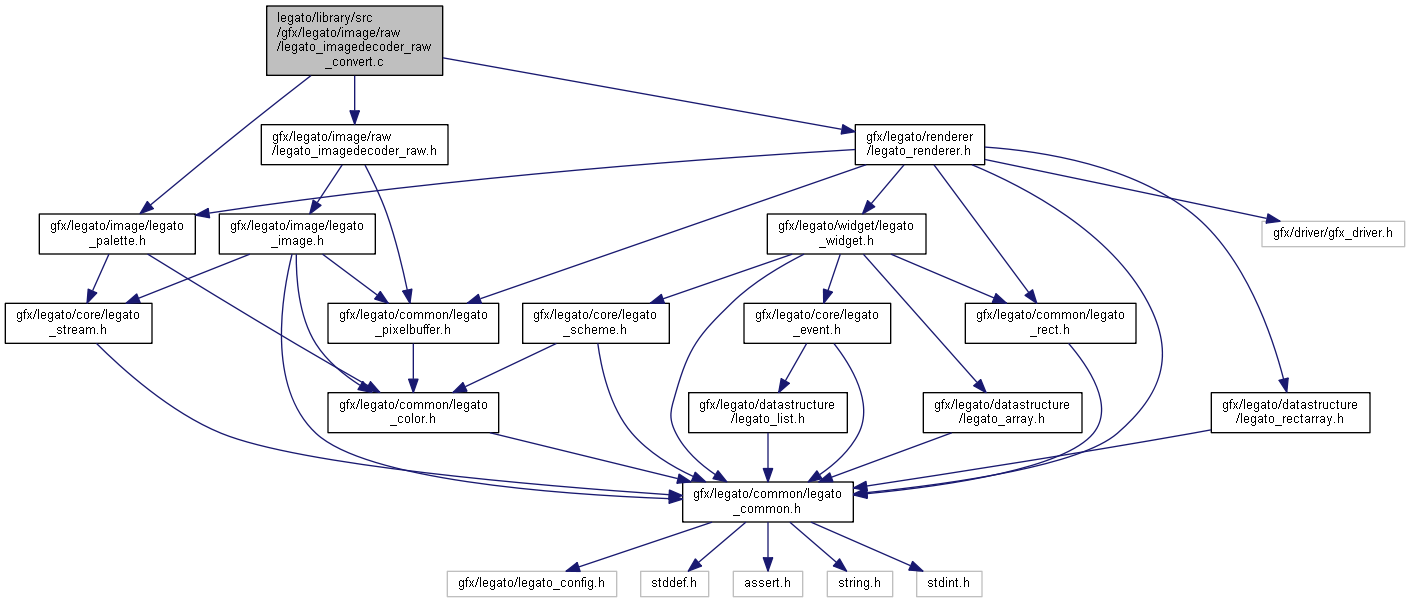 legato/library/src
/gfx/legato/image/raw
/legato_imagedecoder_raw
_convert.c
gfx/legato/image/raw
/legato_imagedecoder_raw.h
gfx/legato/renderer
/legato_renderer.h
gfx/legato/image/legato
_palette.h
gfx/legato/image/legato
_image.h
gfx/legato/widget/legato
_widget.h
gfx/driver/gfx_driver.h
gfx/legato/core/legato
_stream.h
gfx/legato/common/legato
_pixelbuffer.h
gfx/legato/core/legato
_scheme.h
gfx/legato/core/legato
_event.h
gfx/legato/common/legato
_rect.h
gfx/legato/common/legato
_color.h
gfx/legato/datastructure
/legato_list.h
gfx/legato/datastructure
/legato_array.h
gfx/legato/datastructure
/legato_rectarray.h
gfx/legato/common/legato
_common.h
gfx/legato/legato_config.h
stddef.h
assert.h
string.h
stdint.h